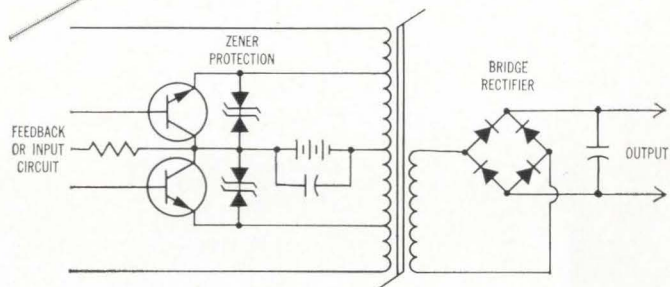 ZENER
PROTECTION
BRIDGE
RECTIFIER
FEEDBACK
OR INPUT
CIRCUIT
OUTPUT